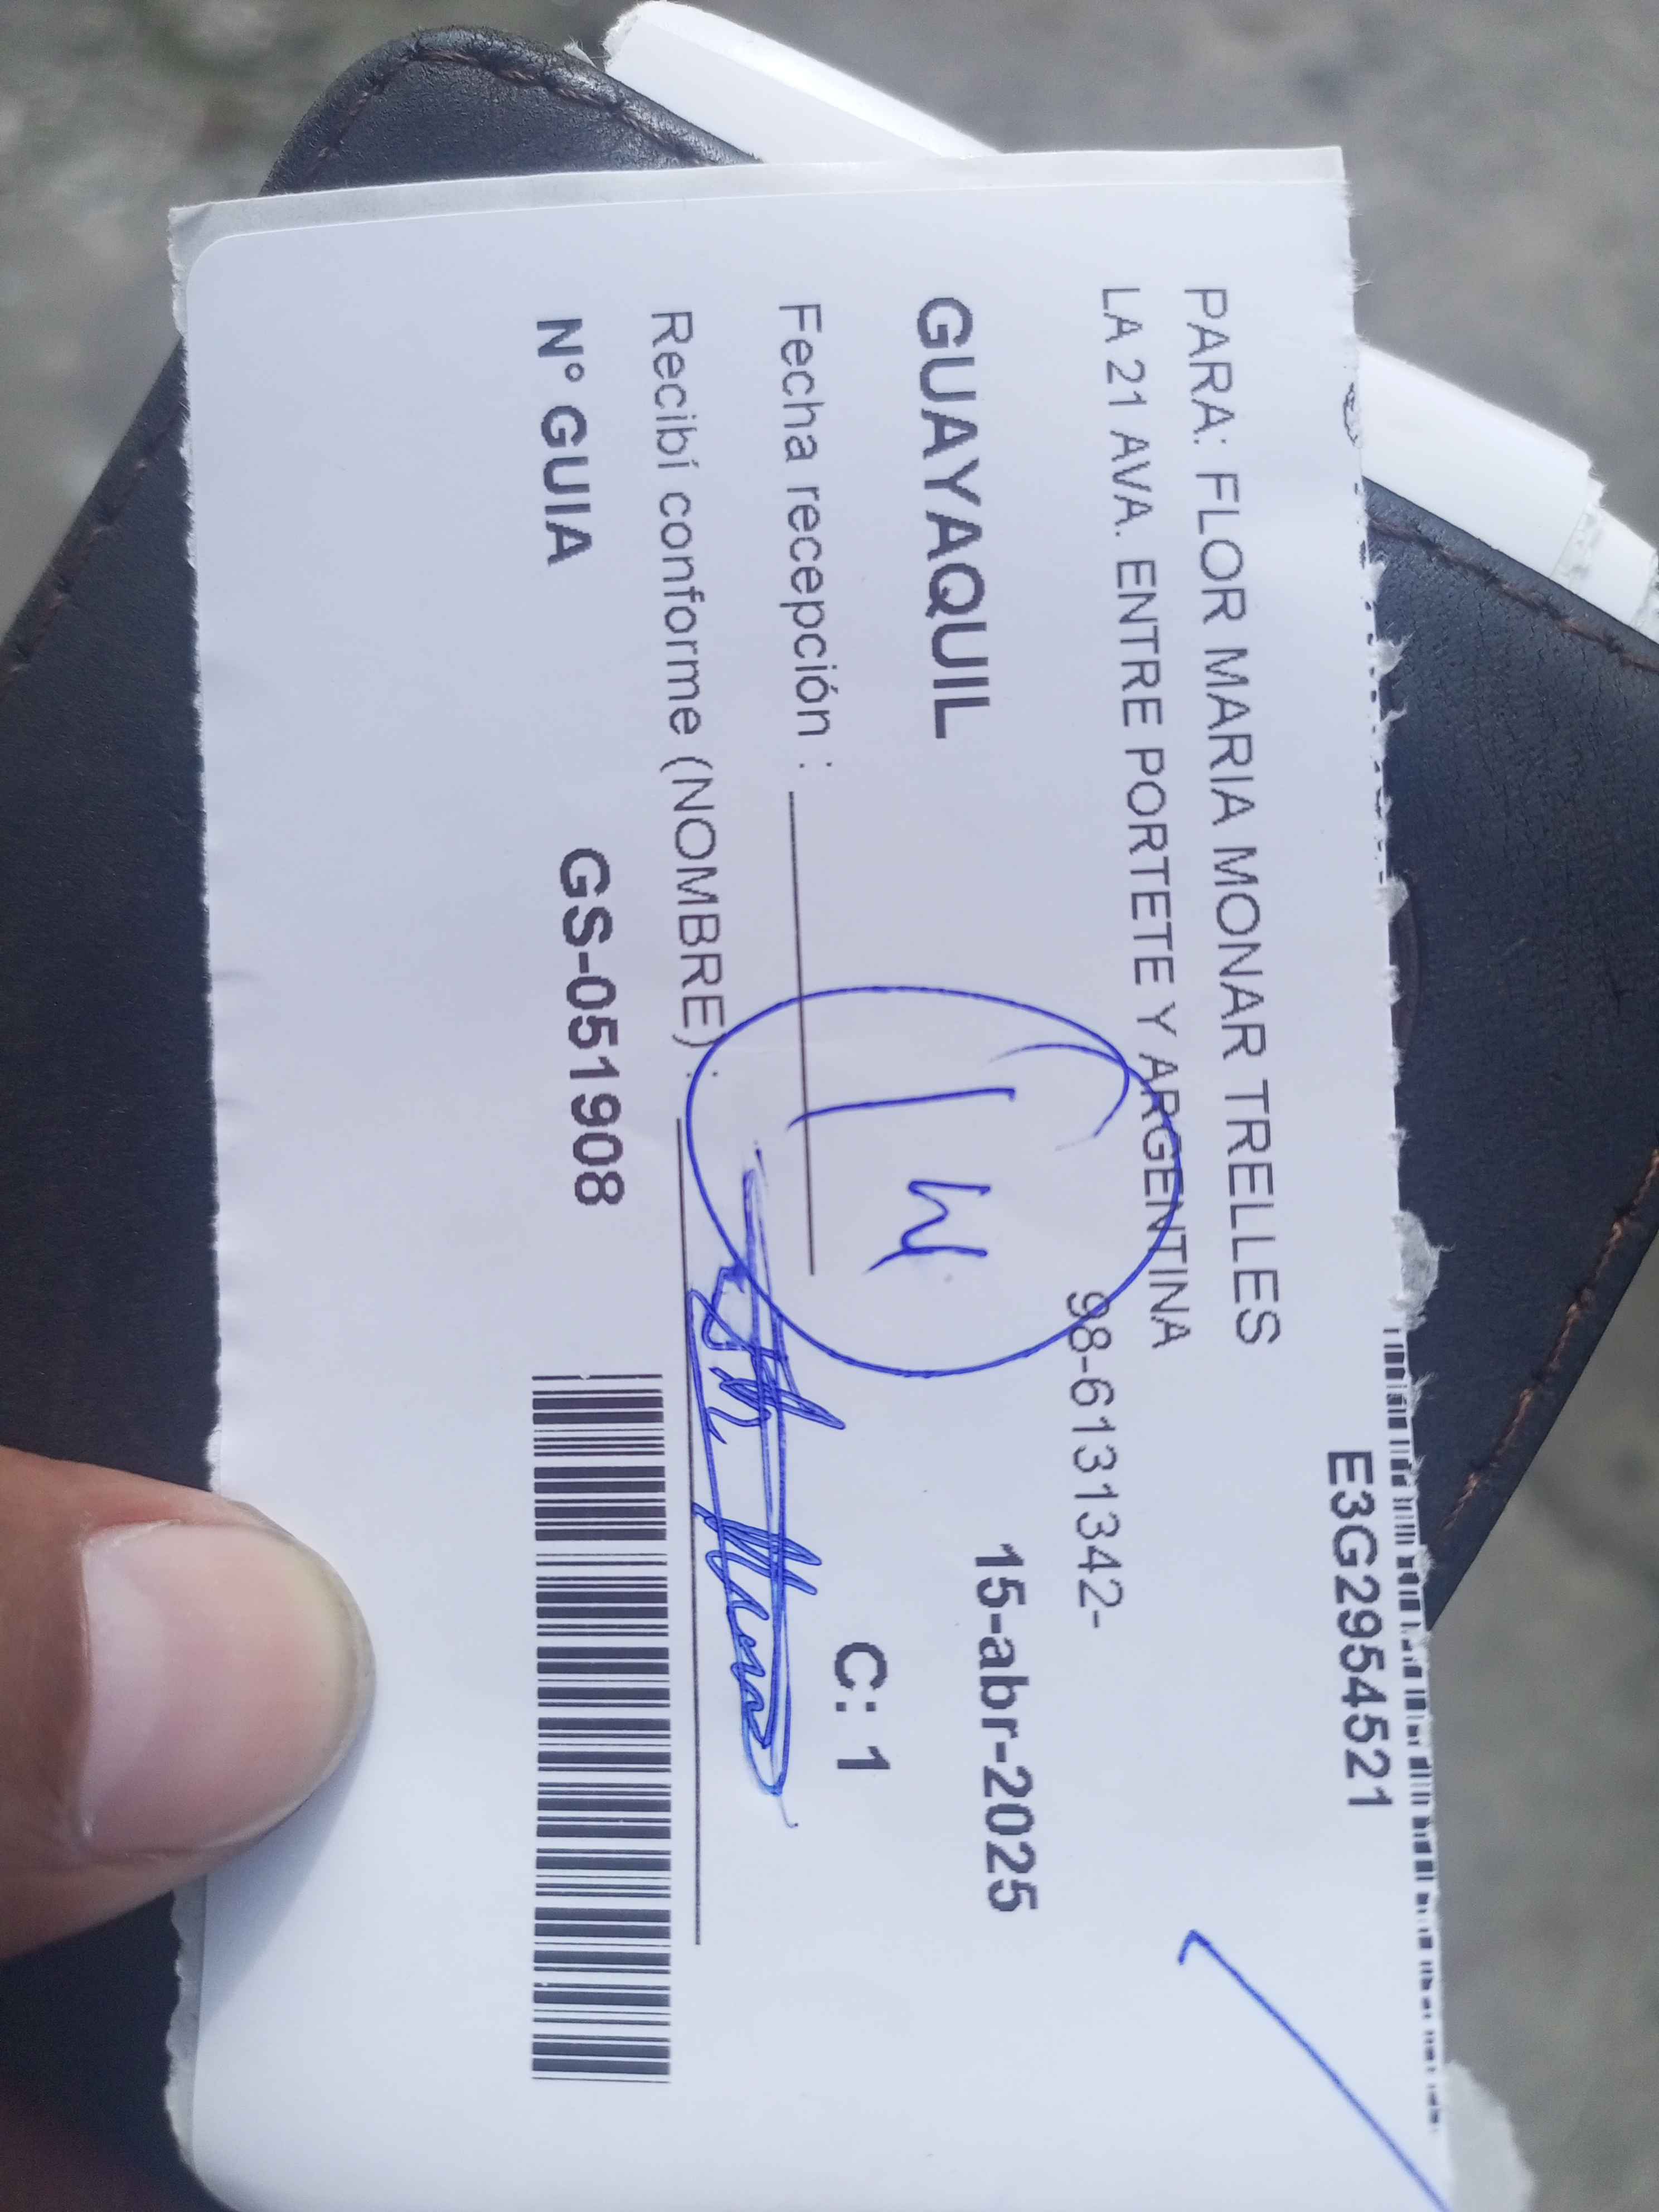 E3G2954521
PARA: FLOR MARIA MONAR TRELLES
LA 21 AVA. ENTRE PORTETE Y ARGENTINA
98-6131342-
GUAYAQUIL 15-abr-2025
Fecha recepción : C: 1
Recibí conforme (NOMBRE) :
N° GUIA GS-051908